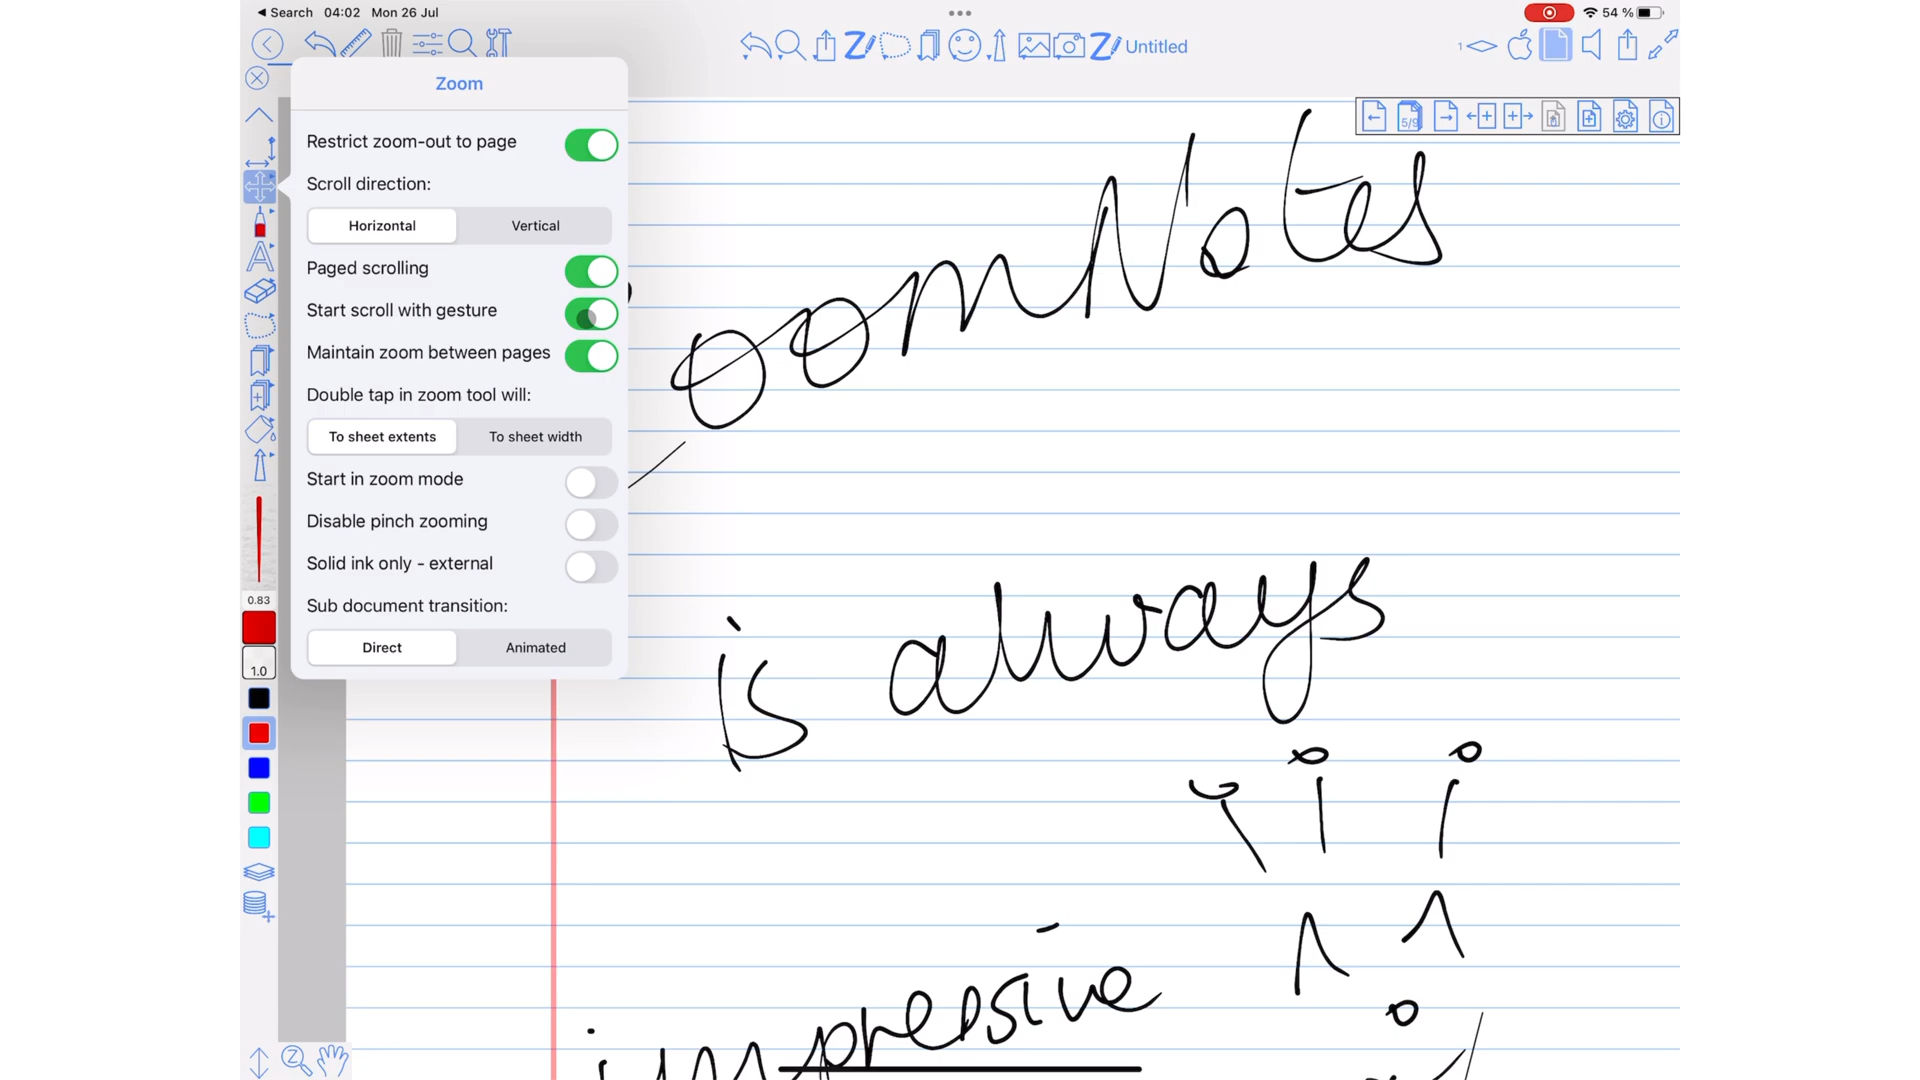 ◀ Search 04:02 Mon 26 Jul
54 %
Untitled
1
Zoom
5/9
Restrict zoom-out to page
Scroll direction:
Horizontal Vertical
Paged scrolling
Start scroll with gesture
Maintain zoom between pages
Double tap in zoom tool will:
To sheet extents To sheet width
Start in zoom mode
Disable pinch zooming
Solid ink only - external
Sub document transition:
Direct Animated
0.83
1.0
oomNotes
is always
impressive